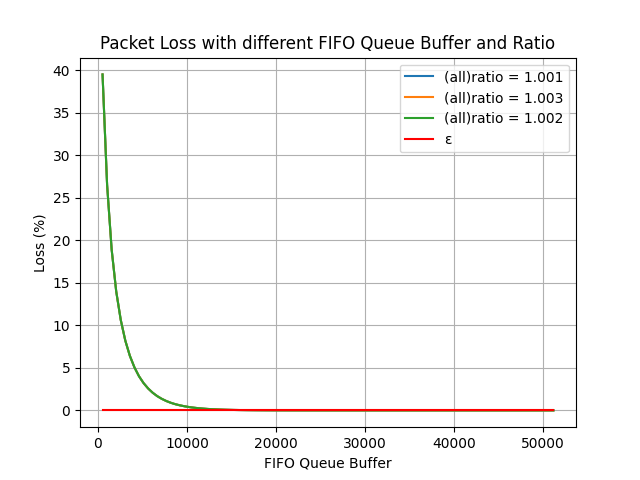 Packet Loss with different FIFO Queue Buffer and Ratio
40
35
30
25
20
15
10
5
0
Loss (%)
(all)ratio = 1.001
(all)ratio = 1.003
(all)ratio = 1.002
ε
0 10000 20000 30000 40000 50000
FIFO Queue Buffer